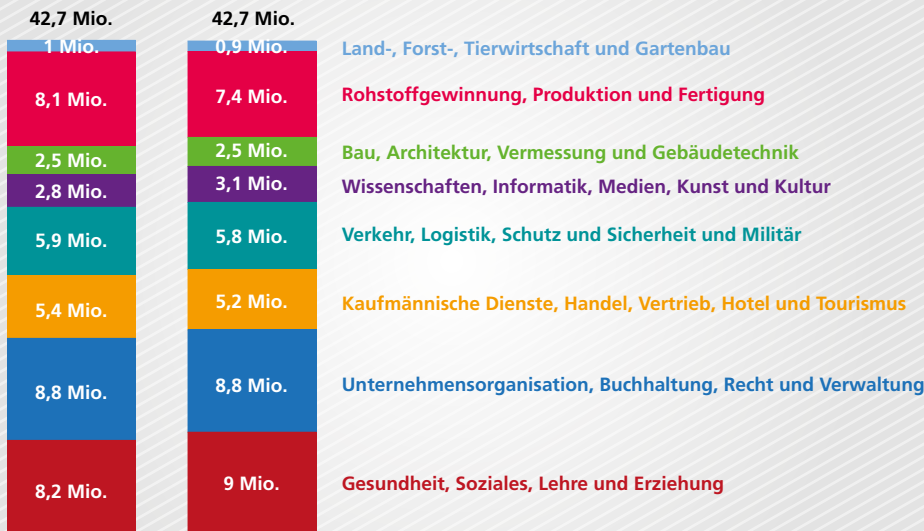 42,7 Mio. 42,7 Mio.
1 Mio. 0,9 Mio. Land-, Forst-, Tierwirtschaft und Gartenbau
8,1 Mio. 7,4 Mio. Rohstoffgewinnung, Produktion und Fertigung
2,5 Mio. 2,5 Mio. Bau, Architektur, Vermessung und Gebäudetechnik
2,8 Mio. 3,1 Mio. Wissenschaften, Informatik, Medien, Kunst und Kultur
5,9 Mio. 5,8 Mio. Verkehr, Logistik, Schutz und Sicherheit und Militär
5,4 Mio. 5,2 Mio. Kaufmännische Dienste, Handel, Vertrieb, Hotel und Tourismus
8,8 Mio. 8,8 Mio. Unternehmensorganisation, Buchhaltung, Recht und Verwaltung
8,2 Mio. 9 Mio. Gesundheit, Soziales, Lehre und Erziehung